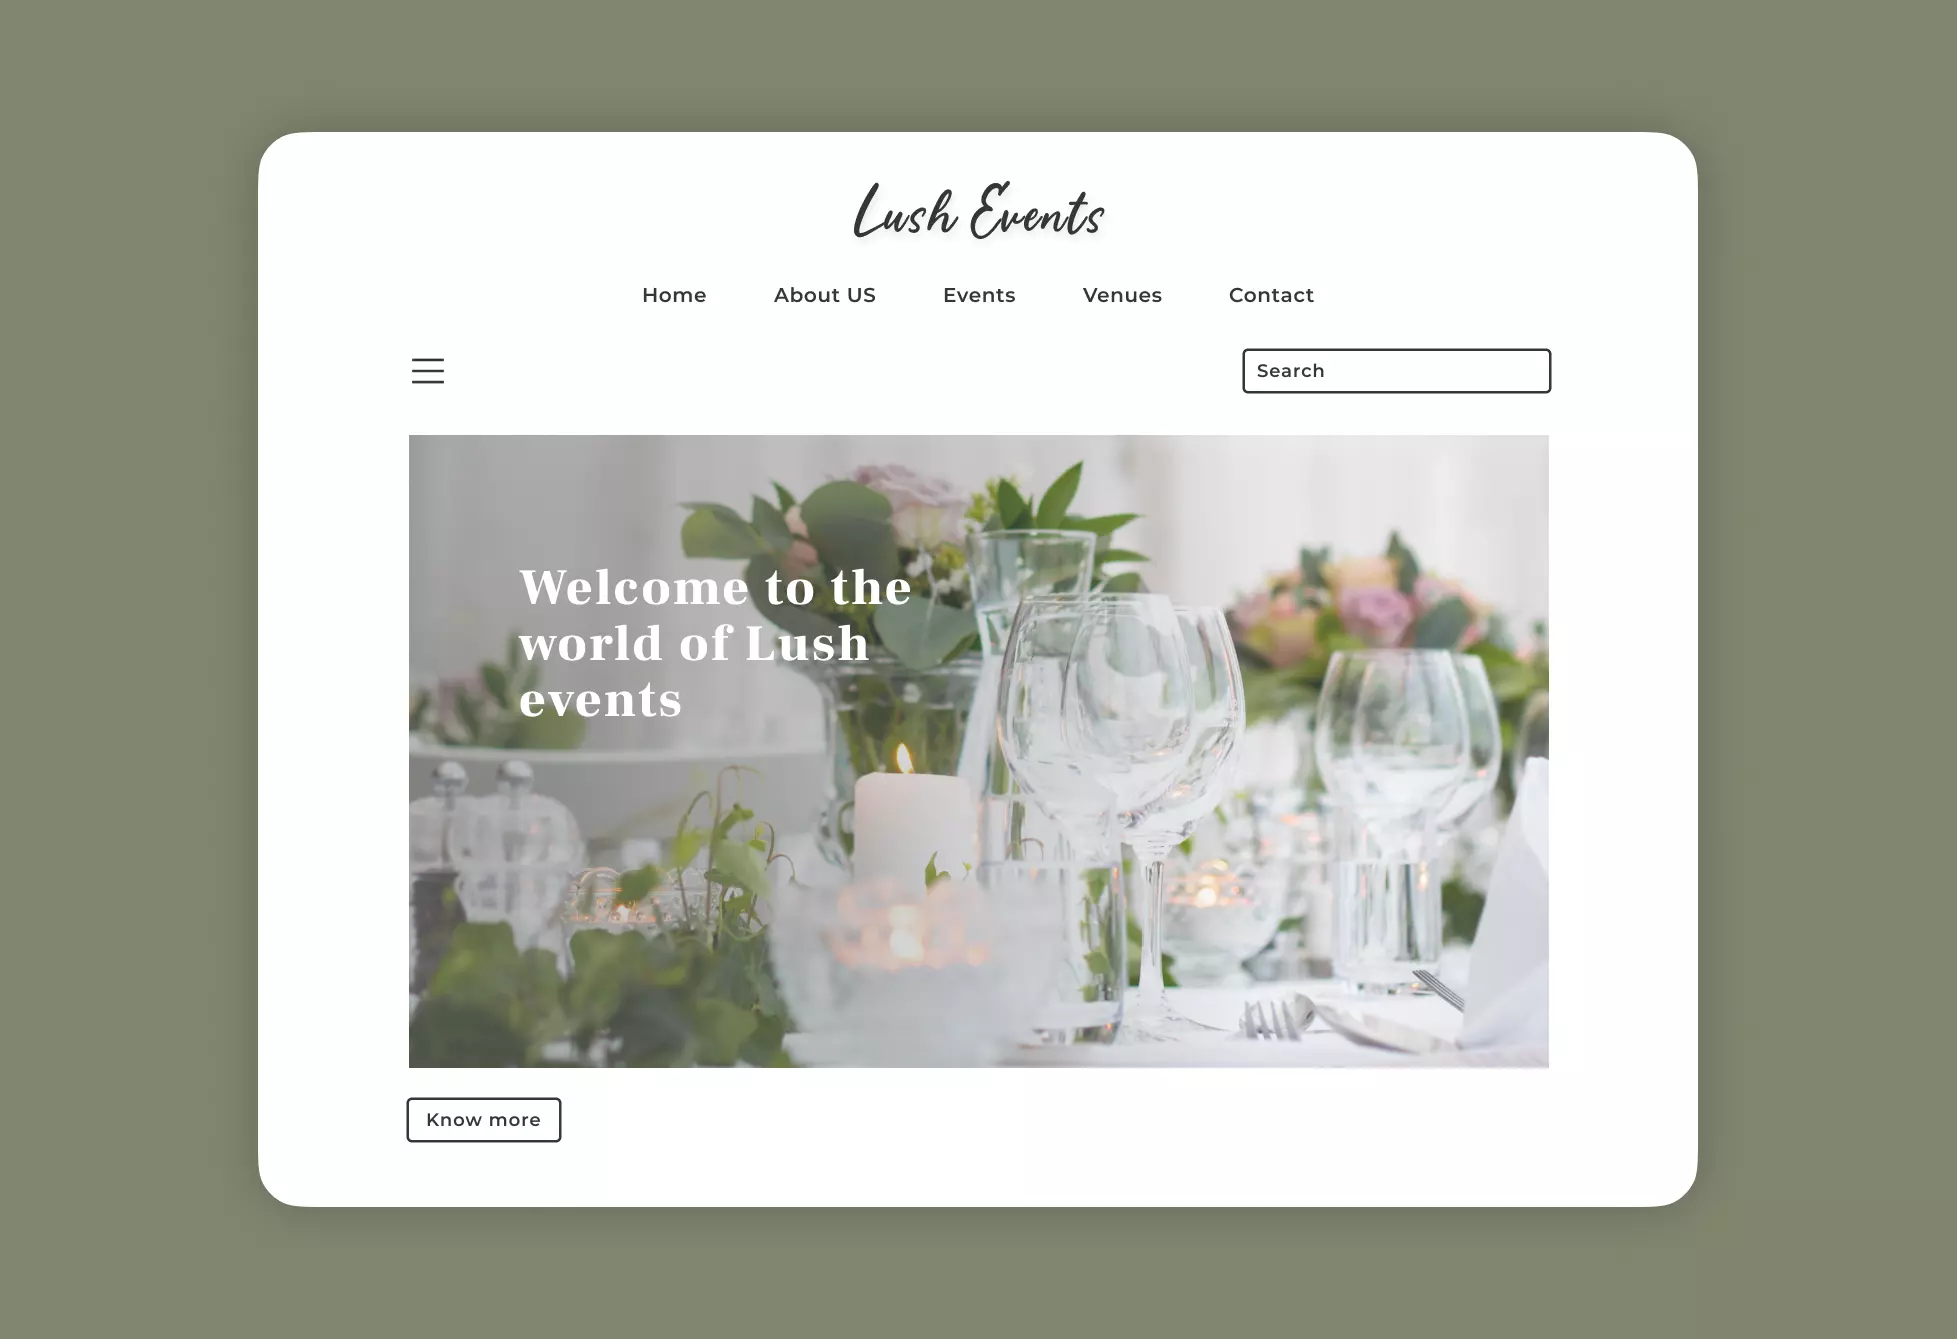 Lush Events
Home About US Events Venues Contact
Search
Welcome to the
world of Lush
events
Know more